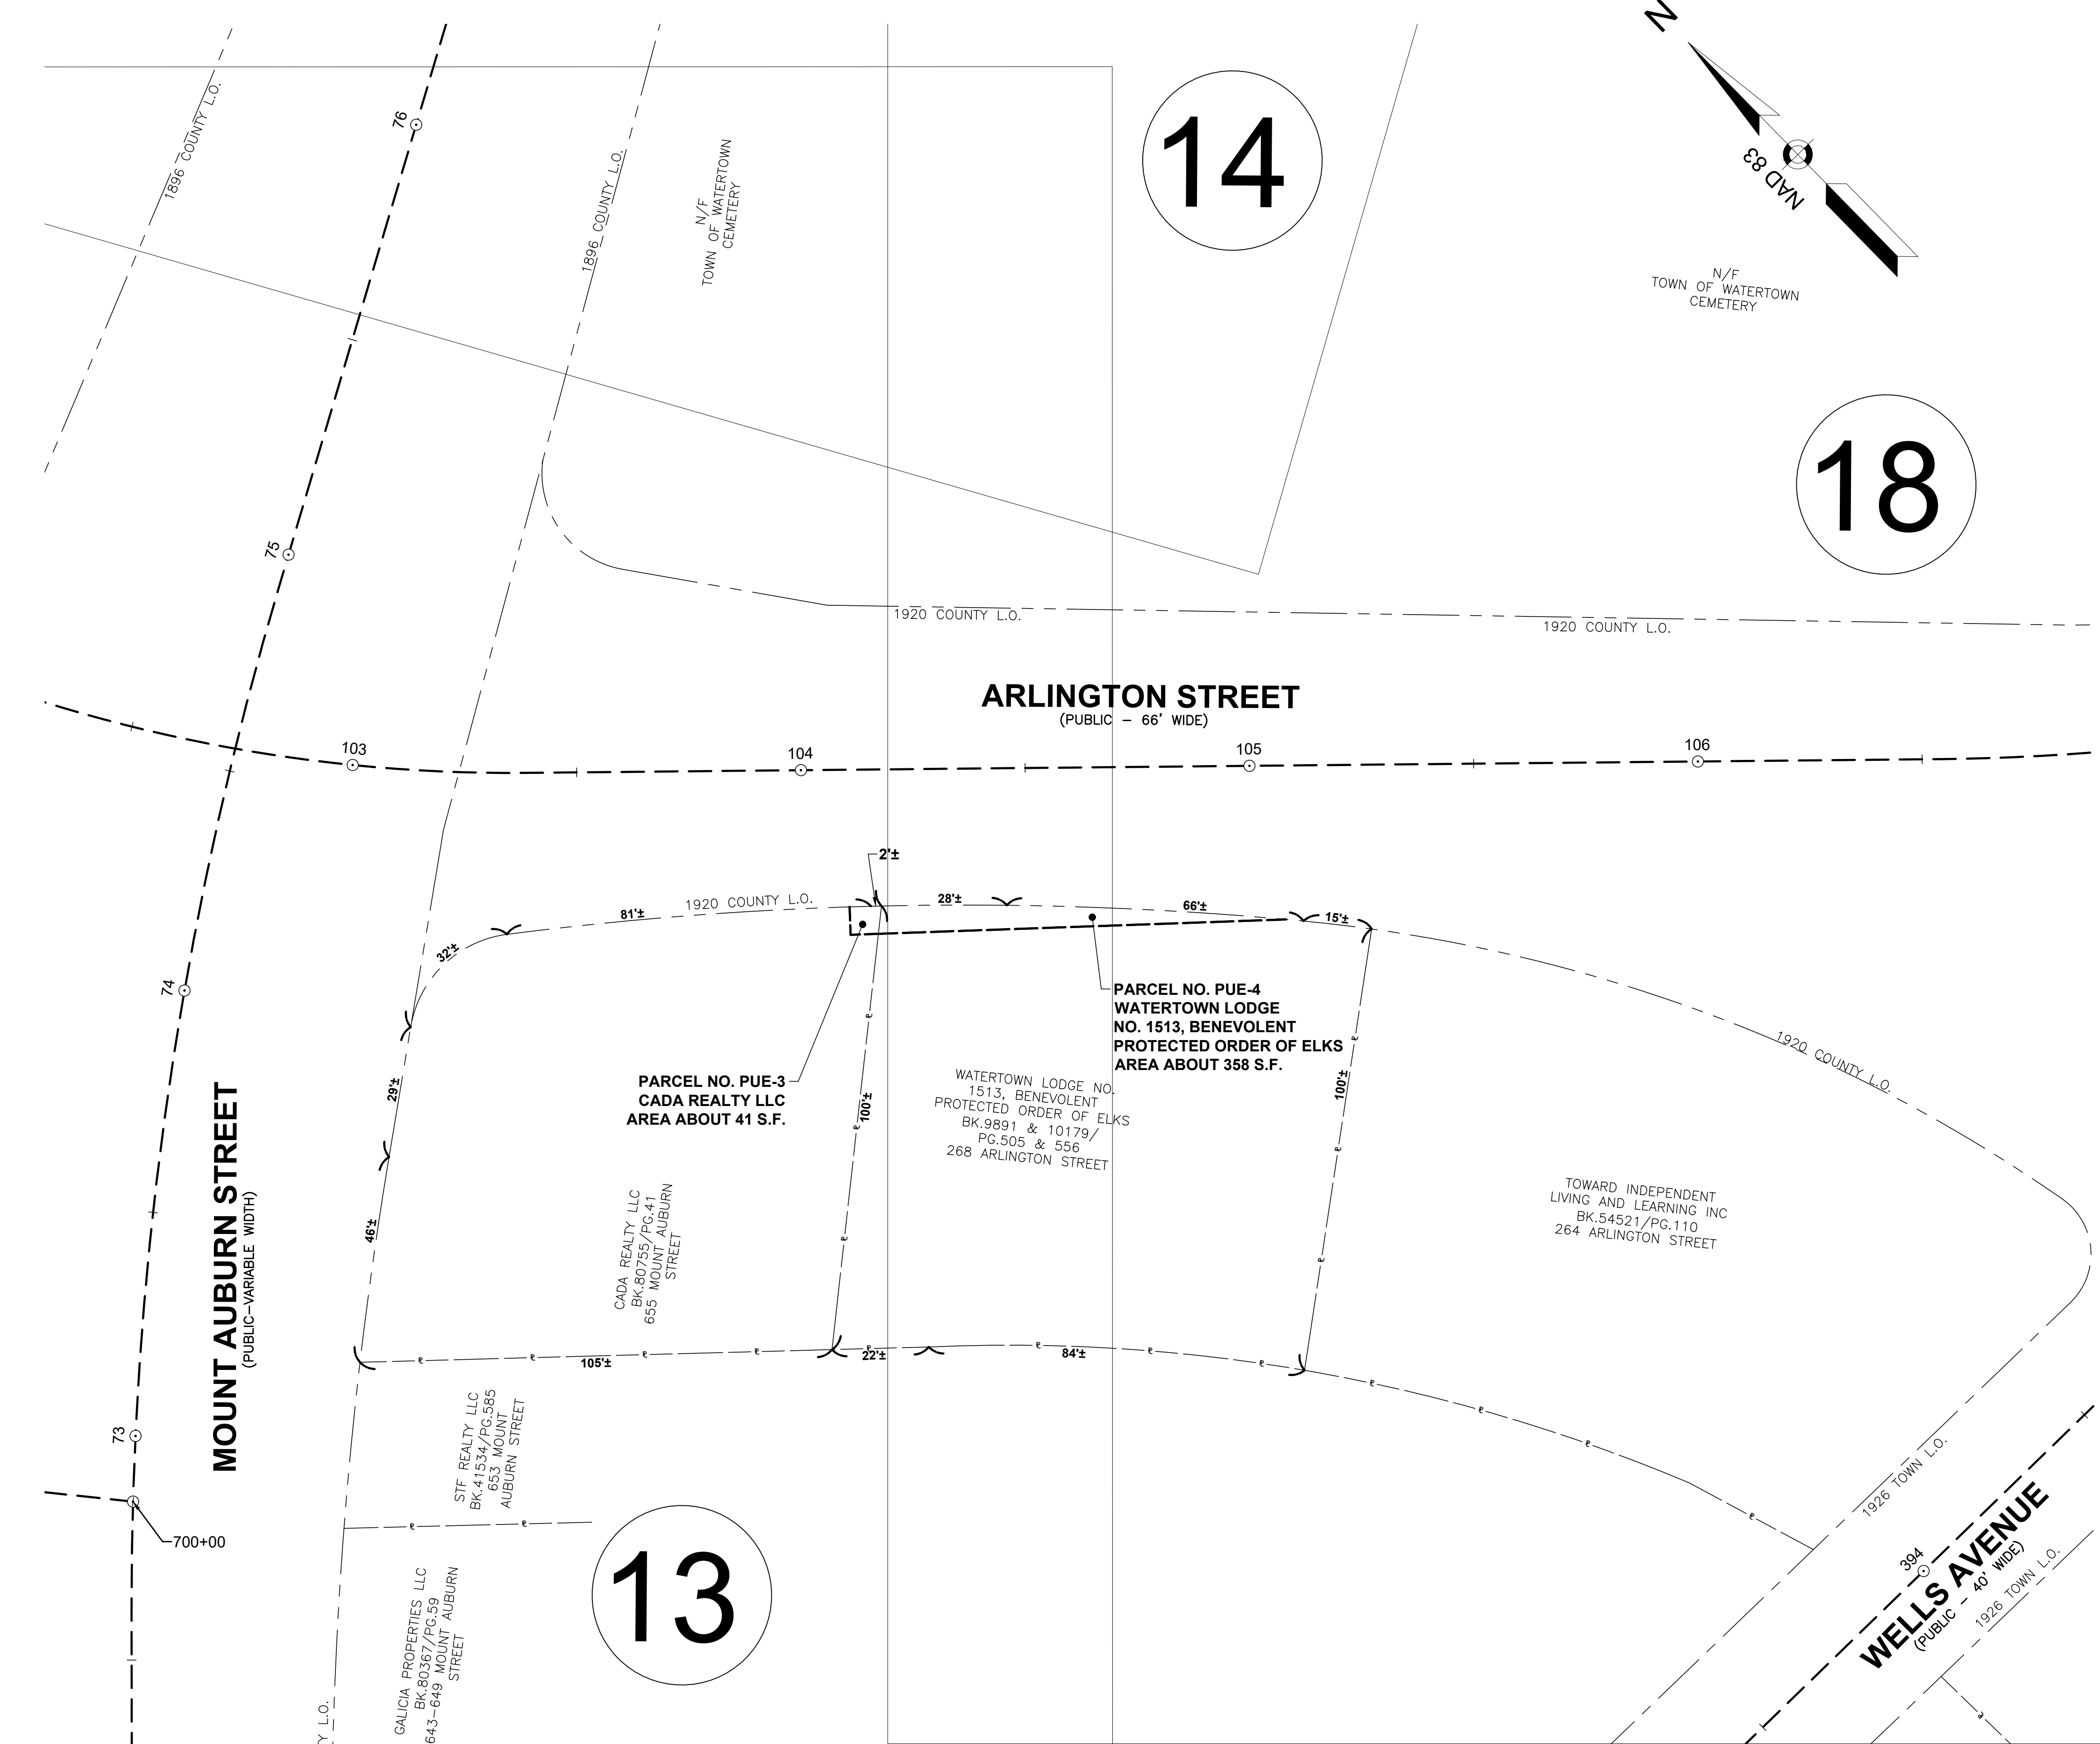 N
NAD 83
14
18
13
1896 COUNTY L.O.
76
1896 COUNTY L.O.
N/F
TOWN OF WATERTOWN
CEMETERY
N/F
TOWN OF WATERTOWN
CEMETERY
75
1920 COUNTY L.O.
1920 COUNTY L.O.
ARLINGTON STREET
(PUBLIC – 66' WIDE)
103
104
105
106
2'±
1920 COUNTY L.O.
81'±
28'±
66'±
15'±
32'±
74
29'±
46'±
100'±
100'±
PARCEL NO. PUE-3
CADA REALTY LLC
AREA ABOUT 41 S.F.
PARCEL NO. PUE-4
WATERTOWN LODGE
NO. 1513, BENEVOLENT
PROTECTED ORDER OF ELKS
AREA ABOUT 358 S.F.
WATERTOWN LODGE NO.
1513, BENEVOLENT
PROTECTED ORDER OF ELKS
BK.9891 & 10179/
PG.505 & 556
268 ARLINGTON STREET
1920 COUNTY L.O.
CADA REALTY LLC
BK.80755/PG.41
655 MOUNT AUBURN
STREET
TOWARD INDEPENDENT
LIVING AND LEARNING INC
BK.54521/PG.110
264 ARLINGTON STREET
MOUNT AUBURN STREET
(PUBLIC–VARIABLE WIDTH)
105'±
22'±
84'±
73
700+00
STF REALTY LLC
BK.41534/PG.585
653 MOUNT
AUBURN STREET
GALICIA PROPERTIES LLC
BK.80367/PG.59
643–649 MOUNT AUBURN
STREET
Y L.O.
1926 TOWN L.O.
394
WELLS AVENUE
(PUBLIC – 40' WIDE)
1926 TOWN L.O.